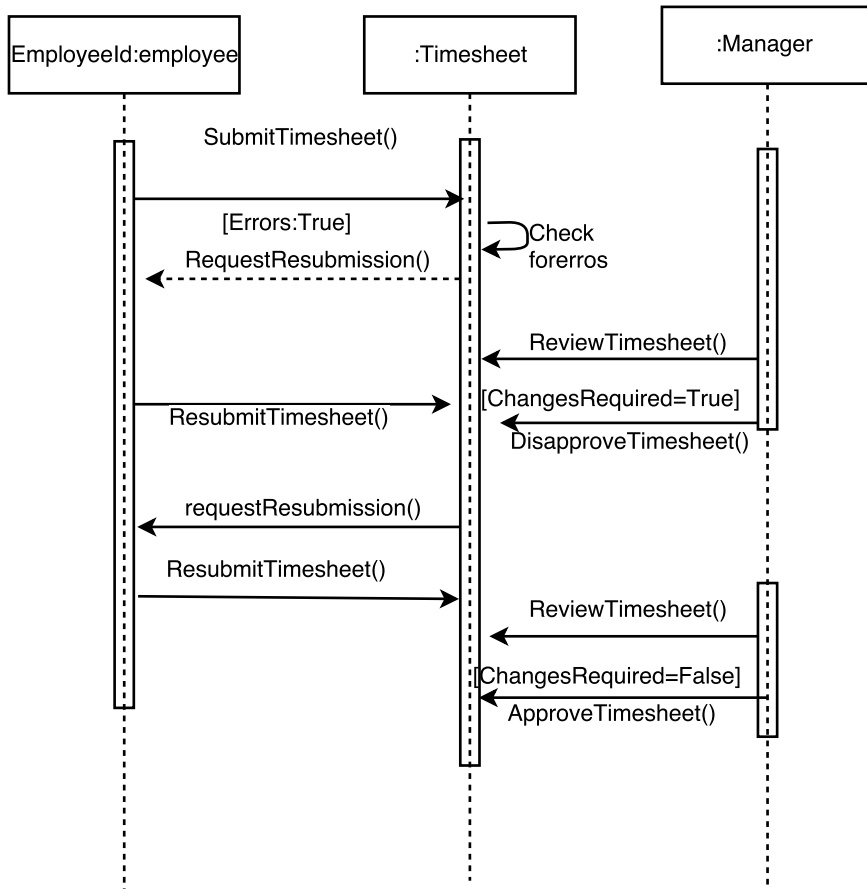 EmployeeId:employee
:Timesheet
:Manager
SubmitTimesheet()
[Errors:True]
RequestResubmission()
Check
forerros
ReviewTimesheet()
[ChangesRequired=True]
ResubmitTimesheet()
DisapproveTimesheet()
requestResubmission()
ResubmitTimesheet()
ReviewTimesheet()
[ChangesRequired=False]
ApproveTimesheet()